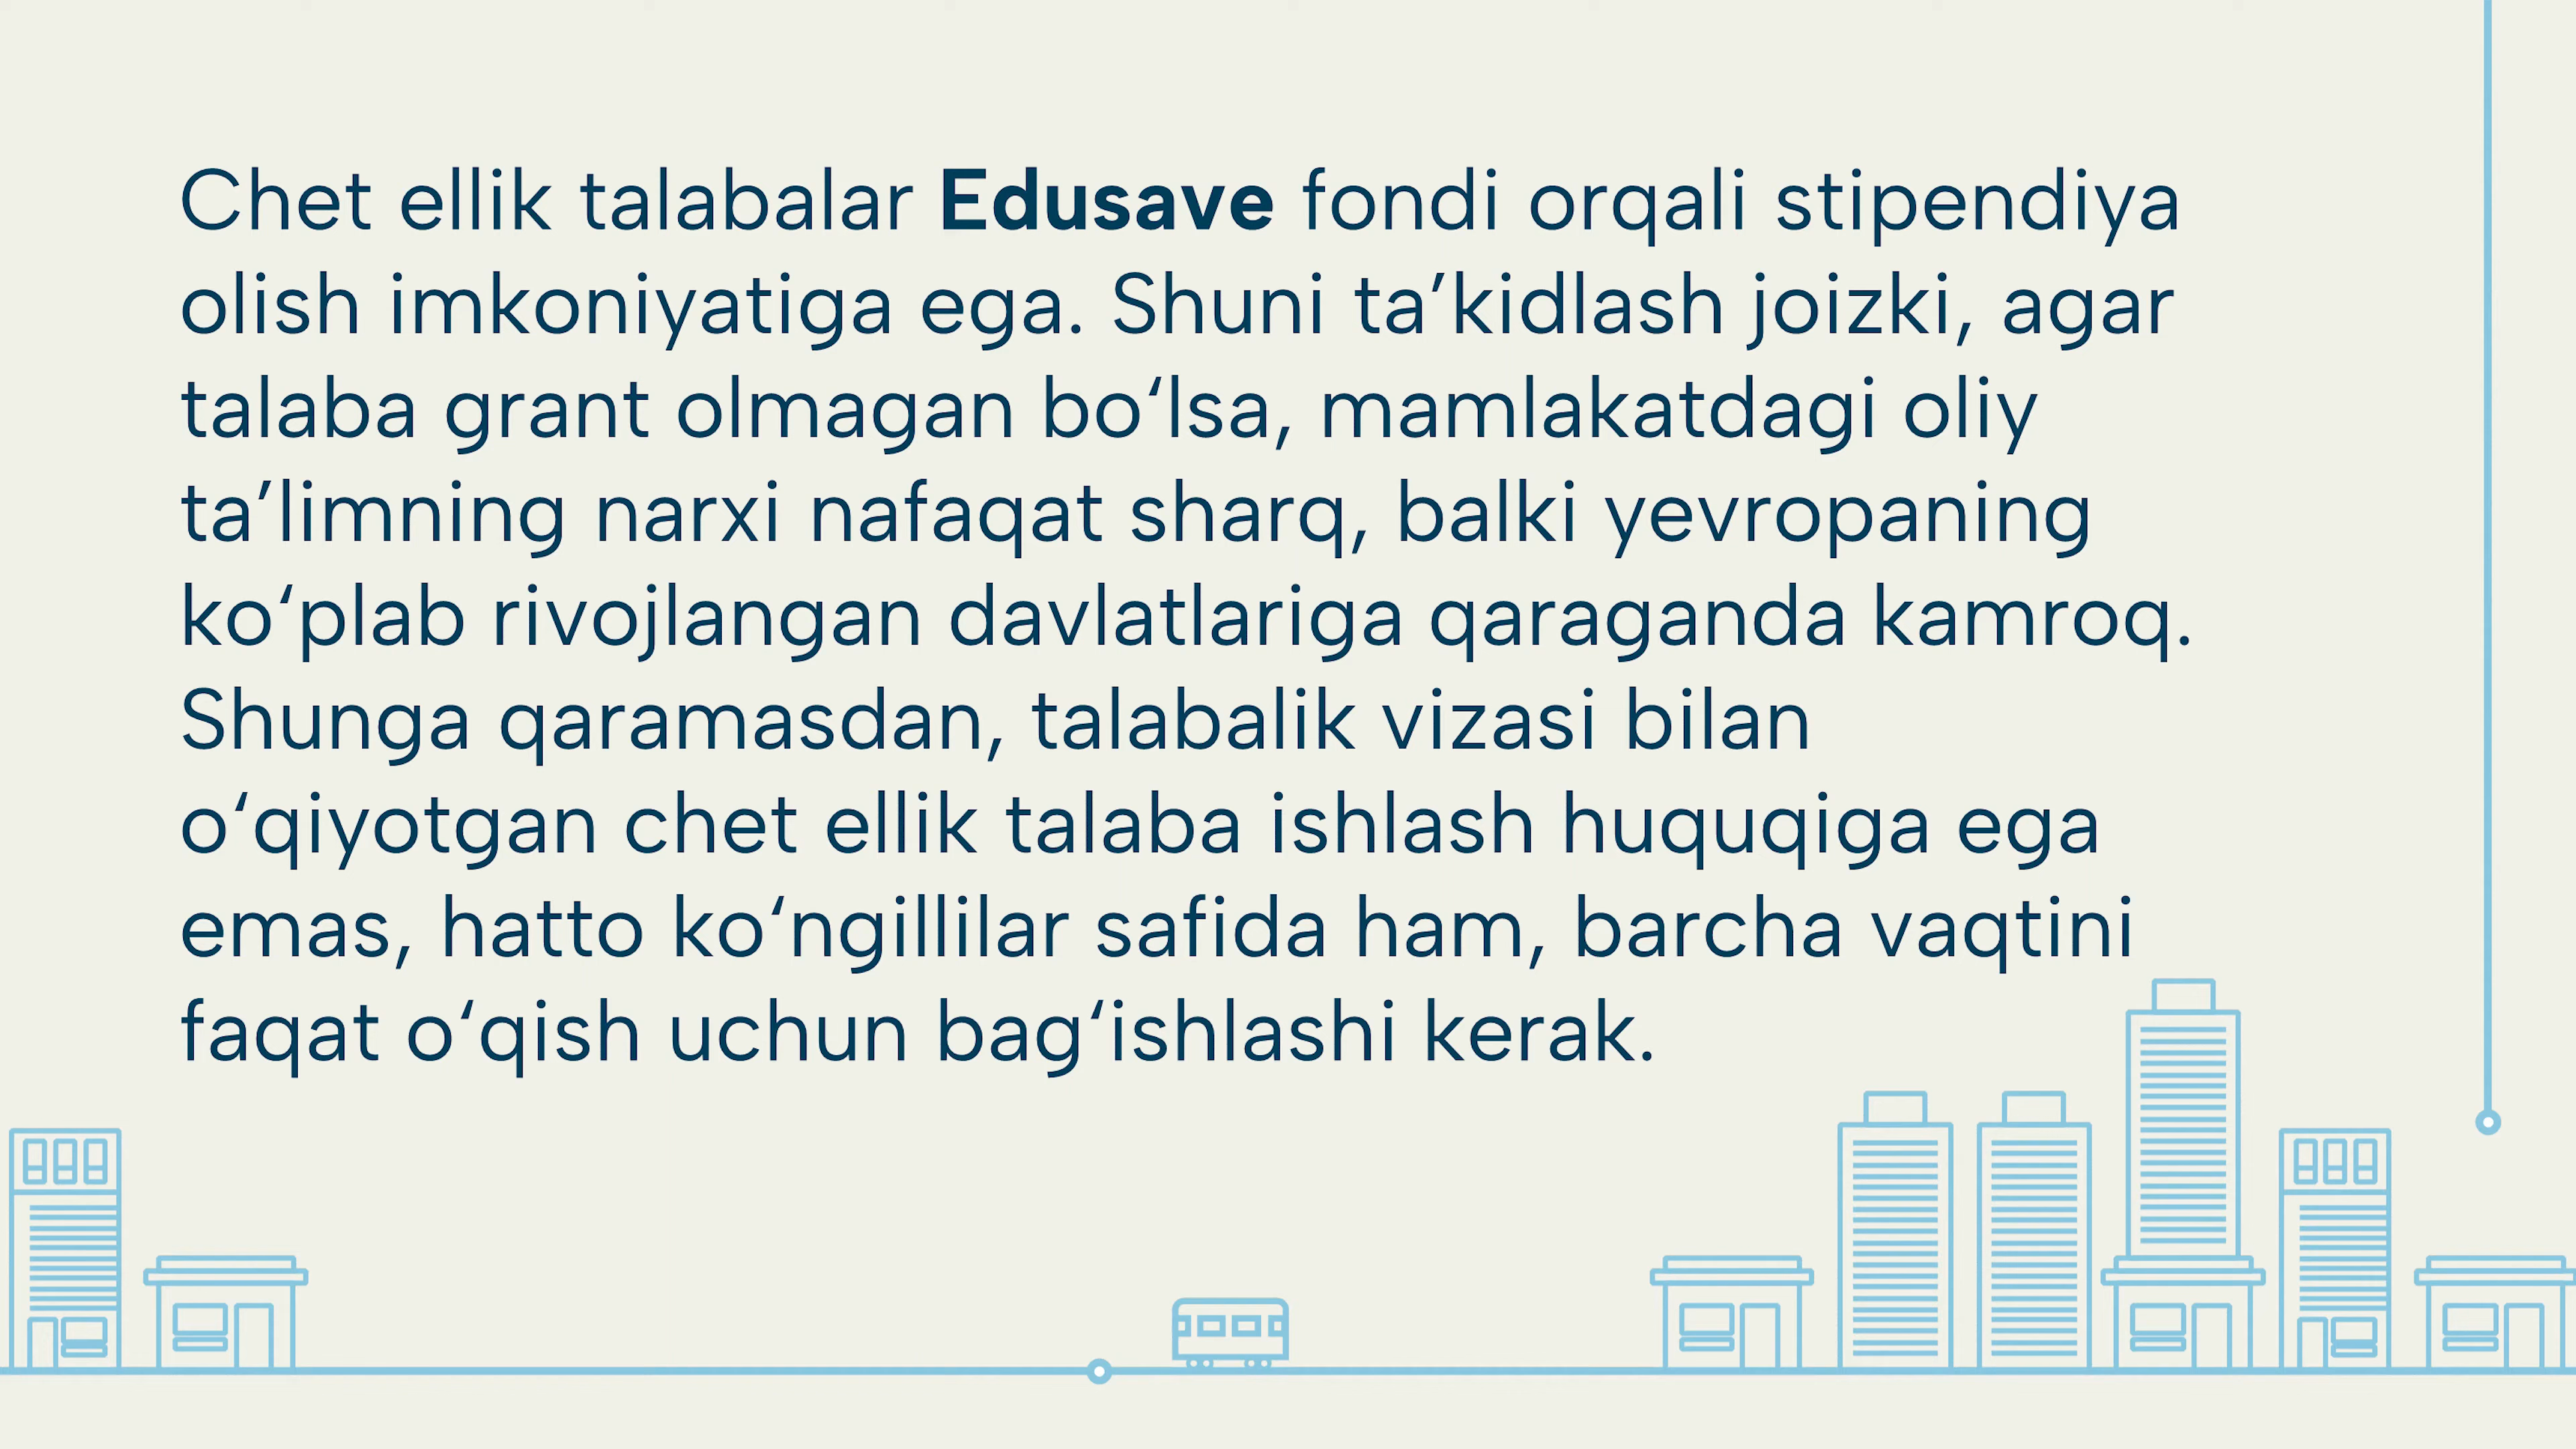 Chet ellik talabalar Edusave fondi orqali stipendiya
olish imkoniyatiga ega. Shuni ta’kidlash joizki, agar
talaba grant olmagan bo‘lsa, mamlakatdagi oliy
ta’limning narxi nafaqat sharq, balki yevropaning
ko‘plab rivojlangan davlatlariga qaraganda kamroq.
Shunga qaramasdan, talabalik vizasi bilan
o‘qiyotgan chet ellik talaba ishlash huquqiga ega
emas, hatto ko‘ngillilar safida ham, barcha vaqtini
faqat o‘qish uchun bag‘ishlashi kerak.